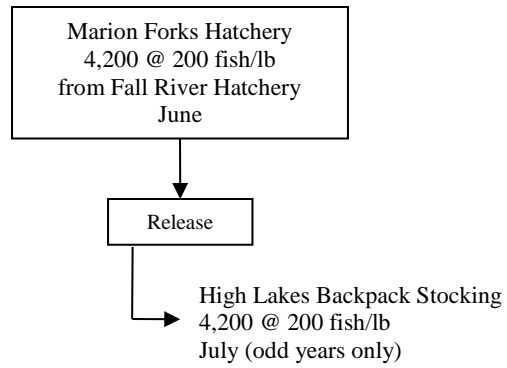 Marion Forks Hatchery
4,200 @ 200 fish/lb
from Fall River Hatchery
June
Release
High Lakes Backpack Stocking
4,200 @ 200 fish/lb
July (odd years only)